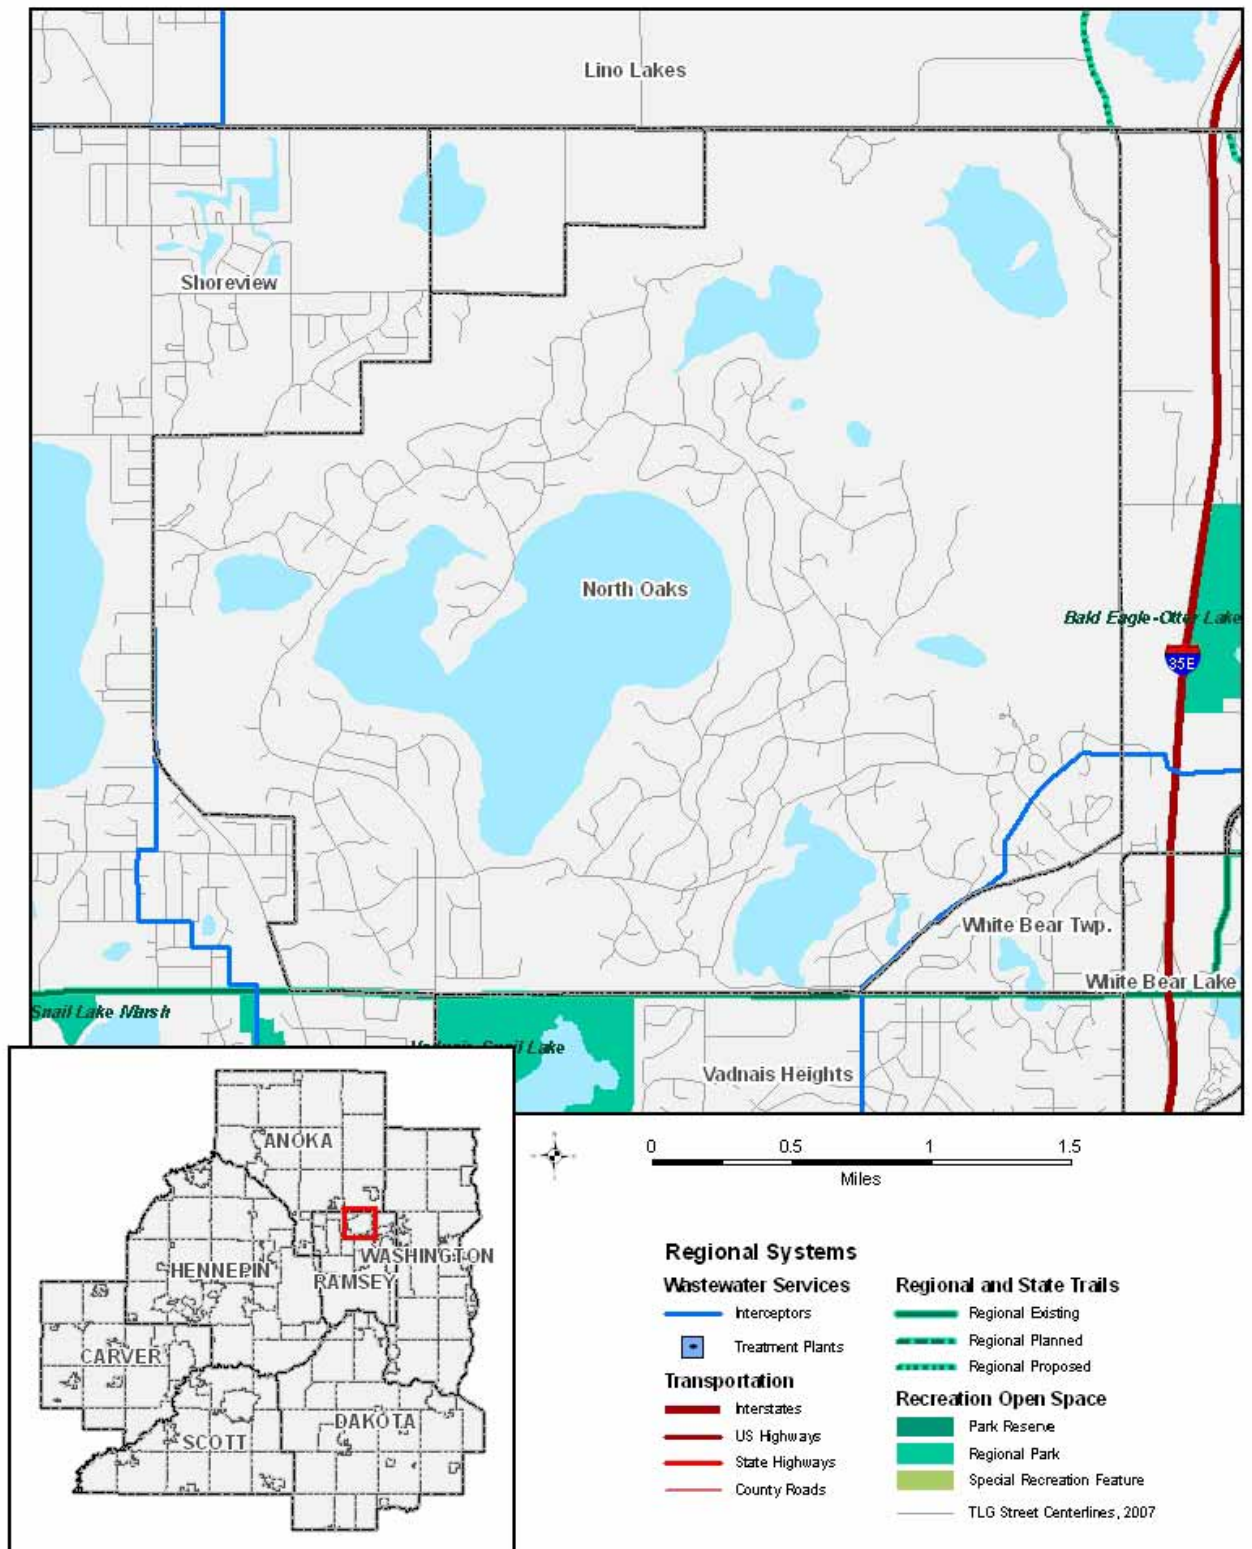 Lino Lakes
Shoreview
North Oaks
Bald Eagle-Otter Lake
35E
White Bear Twp.
White Bear Lake
Snail Lake Marsh
Vadnais-Snail Lake
Vadnais Heights
ANOKA
HENNEPIN
RAMSEY
WASHINGTON
CARVER
SCOTT
DAKOTA
0 0.5 1 1.5
Miles
Regional Systems
Wastewater Services
Interceptors
Treatment Plants
Transportation
Interstates
US Highways
State Highways
County Roads
Regional and State Trails
Regional Existing
Regional Planned
Regional Proposed
Recreation Open Space
Park Reserve
Regional Park
Special Recreation Feature
TLG Street Centerlines, 2007